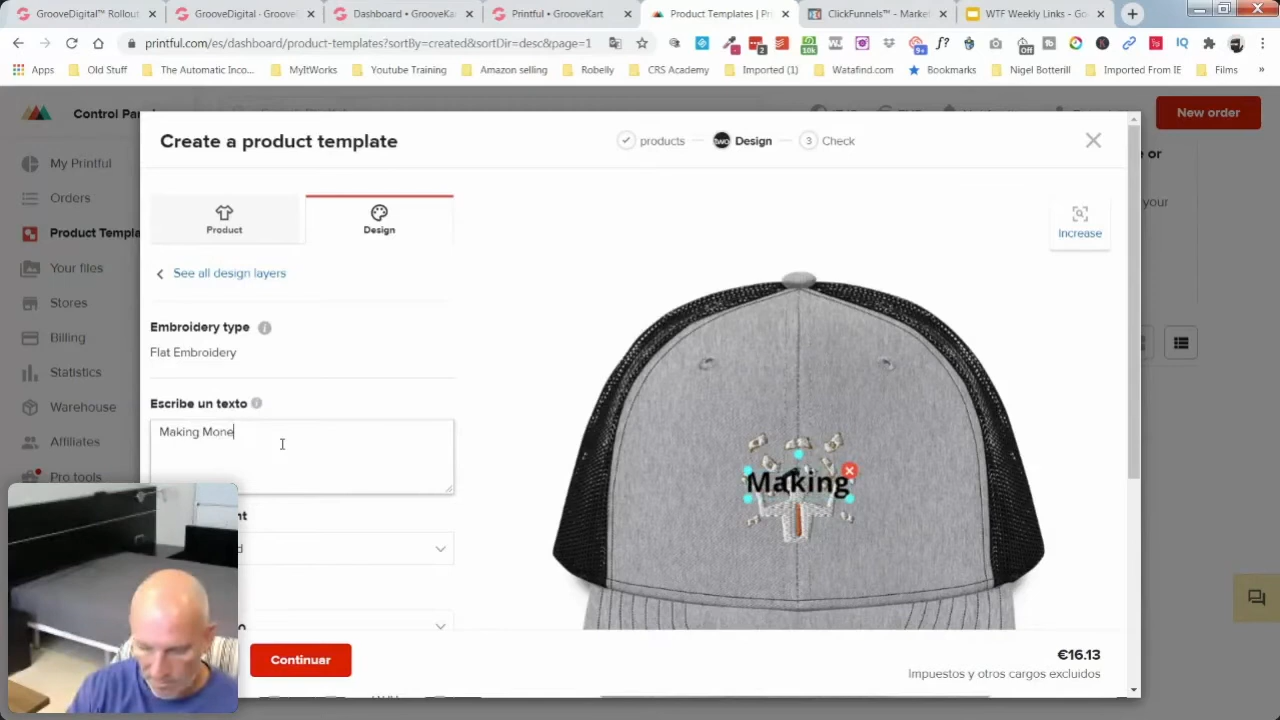 GrooveDigital™ Rollout
GrooveDigital - GrooveD
Dashboard • GrooveKart
Printful • GrooveKart
Product Templates | Pri
ClickFunnels™ - Market
WTF Weekly Links - Go
printful.com/dashboard/product-templates?sortBy=created&sortDir=desc&page=1
Apps
Old Stuff
The Automatic Inco...
MyItWorks
Youtube Training
Amazon selling
Robelly
CRS Academy
Imported (1)
Watafind.com
Bookmarks
Nigel Botterill
Imported From IE
Films
Control Pan
New order
Create a product template
products
two
Design
3
Check
My Printful
Orders
Product Templa
Your files
Stores
Billing
Statistics
Warehouse
Affiliates
Pro tools
Product
Design
Increase
See all design layers
Embroidery type
Flat Embroidery
Escribe un texto
Making Mone
Making
Continuar
€16.13
Impuestos y otros cargos excluidos